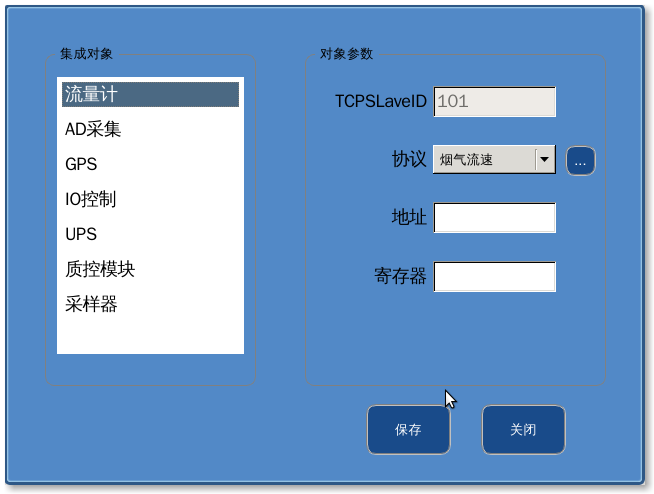 集成对象
流量计
AD采集
GPS
IO控制
UPS
质控模块
采样器
对象参数
TCPSLaveID 101
协议 烟气流速 ...
地址
寄存器
保存 关闭